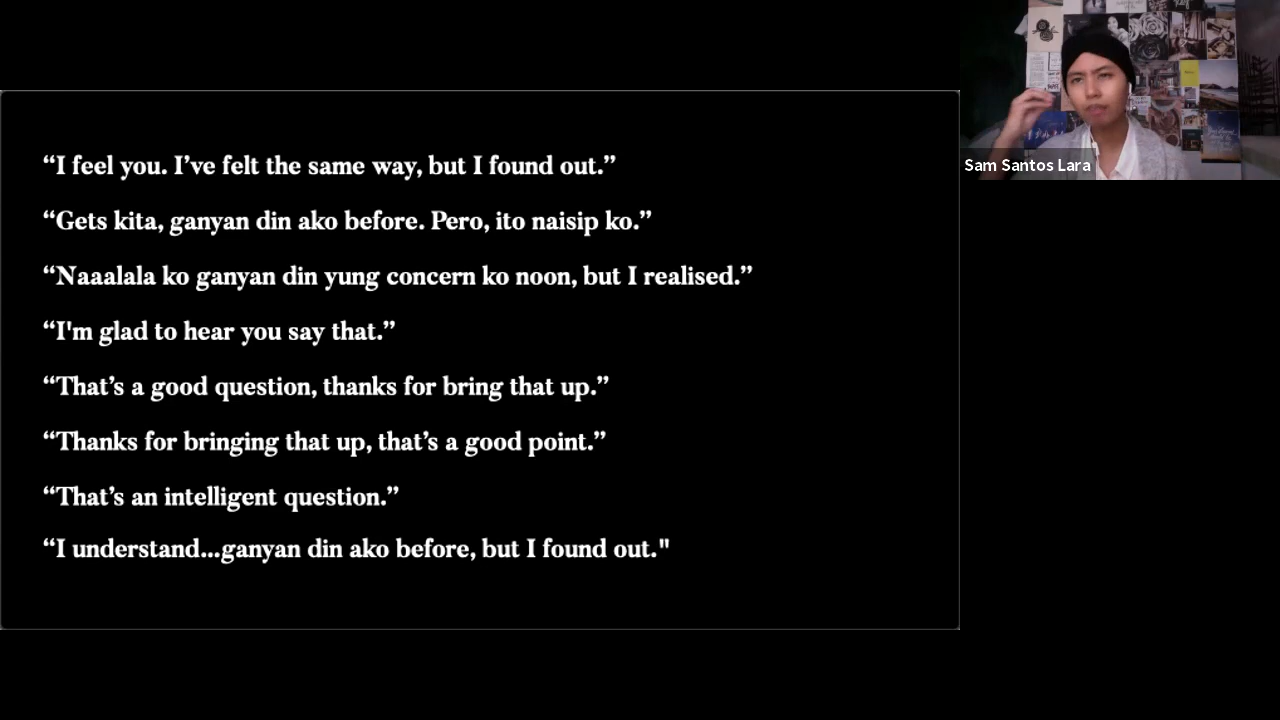 “I feel you. I’ve felt the same way, but I found out.”
“Gets kita, ganyan din ako before. Pero, ito naisip ko.”
“Naaalala ko ganyan din yung concern ko noon, but I realised.”
“I'm glad to hear you say that.”
“That’s a good question, thanks for bring that up.”
“Thanks for bringing that up, that’s a good point.”
“That’s an intelligent question.”
“I understand...ganyan din ako before, but I found out."
Sam Santos Lara